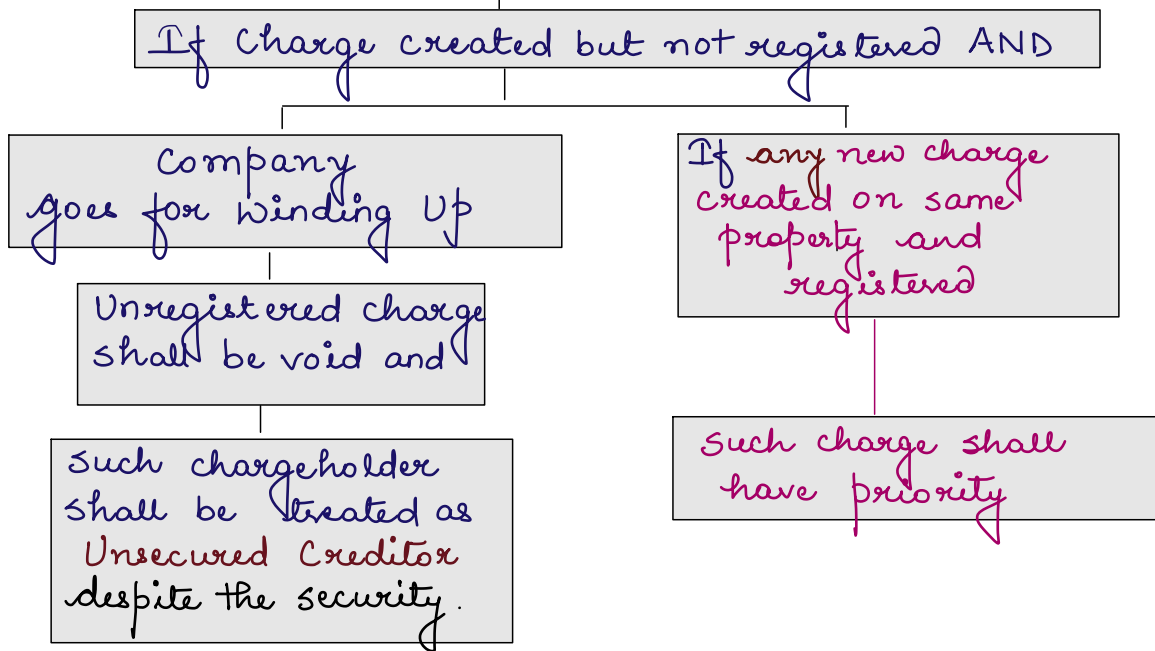 If Charge created but not registered AND
Company
goes for Winding Up
Unregistered charge
shall be void and
Such chargeholder
shall be treated as
Unsecured Creditor
despite the security.
If any new charge
created on same
property and
registered
Such charge shall
have priority